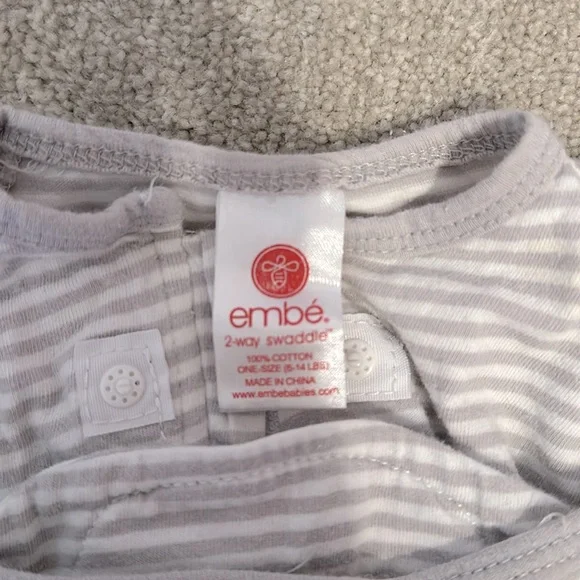 embé®
2-way swaddle™
100% COTTON
ONE-SIZE (6-14 LBS)
MADE IN CHINA
www.embebabies.com